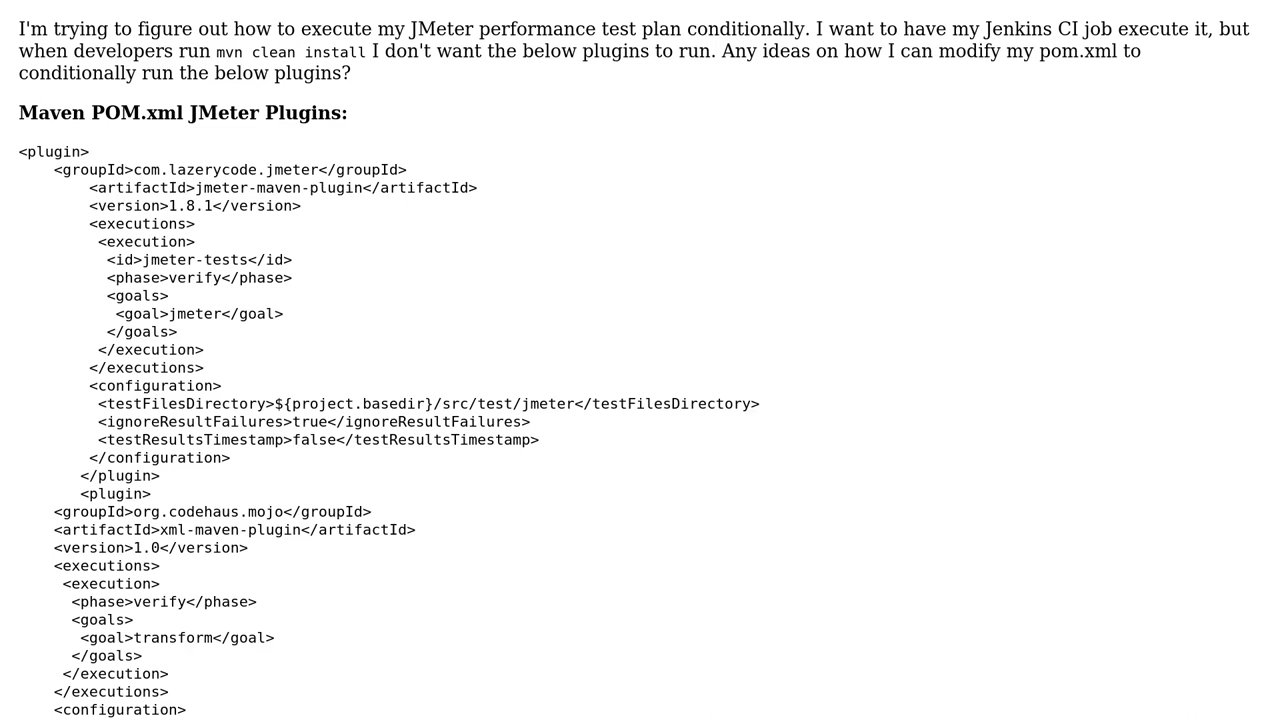 I'm trying to figure out how to execute my JMeter performance test plan conditionally. I want to have my Jenkins CI job execute it, but
when developers run mvn clean install I don't want the below plugins to run. Any ideas on how I can modify my pom.xml to
conditionally run the below plugins?
Maven POM.xml JMeter Plugins:
<plugin>
    <groupId>com.lazerycode.jmeter</groupId>
        <artifactId>jmeter-maven-plugin</artifactId>
        <version>1.8.1</version>
        <executions>
         <execution>
          <id>jmeter-tests</id>
          <phase>verify</phase>
          <goals>
           <goal>jmeter</goal>
          </goals>
         </execution>
        </executions>
        <configuration>
         <testFilesDirectory>${project.basedir}/src/test/jmeter</testFilesDirectory>
         <ignoreResultFailures>true</ignoreResultFailures>
         <testResultsTimestamp>false</testResultsTimestamp>
        </configuration>
       </plugin>
       <plugin>
    <groupId>org.codehaus.mojo</groupId>
    <artifactId>xml-maven-plugin</artifactId>
    <version>1.0</version>
    <executions>
     <execution>
      <phase>verify</phase>
      <goals>
       <goal>transform</goal>
      </goals>
     </execution>
    </executions>
    <configuration>